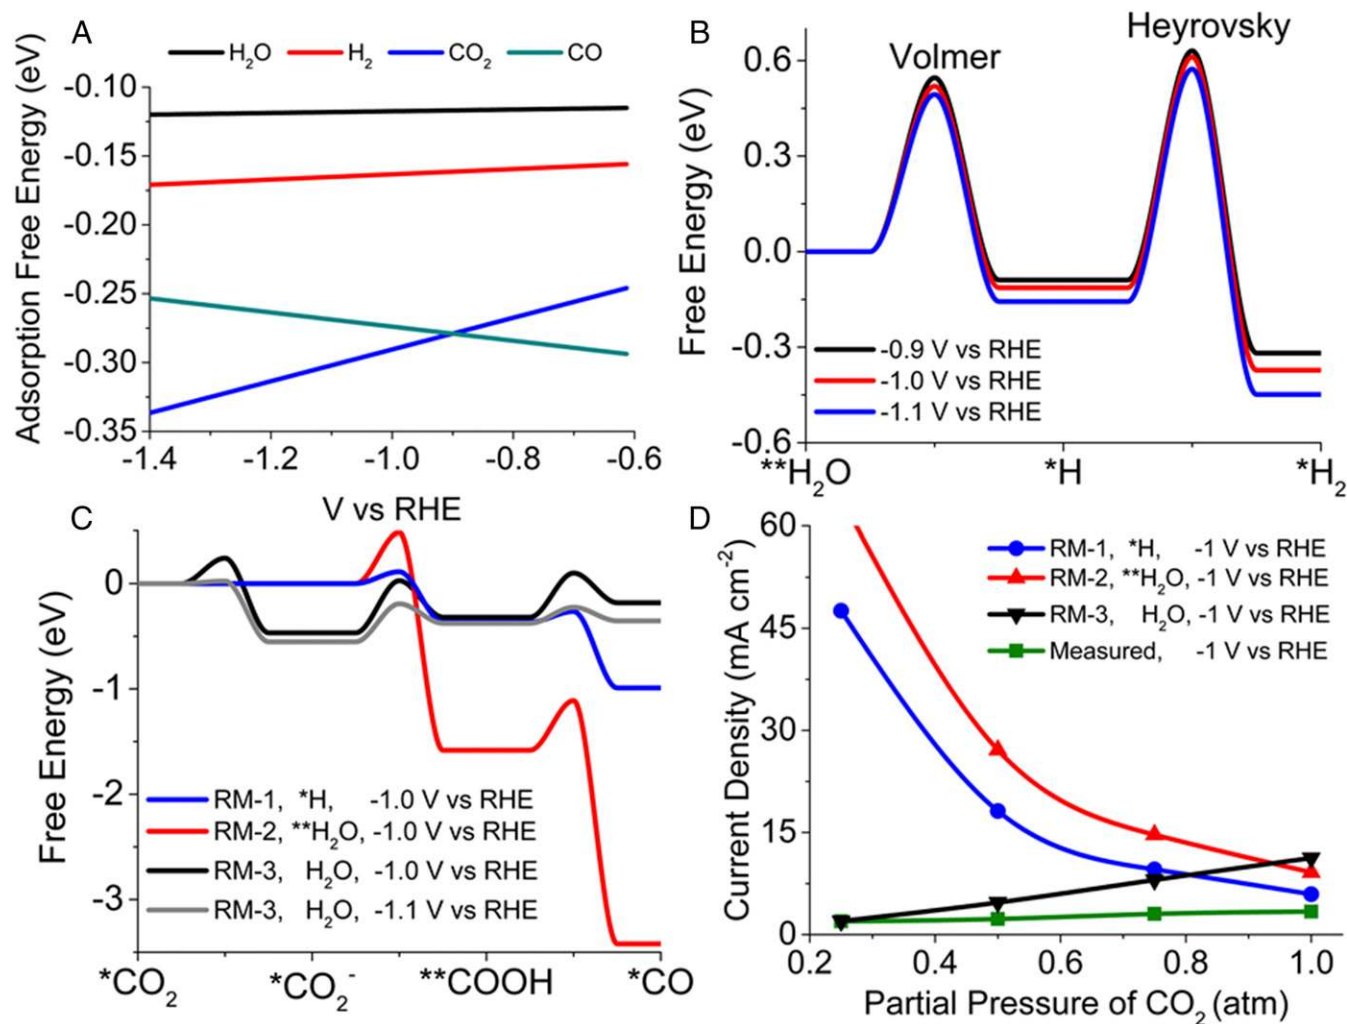 A
H₂O H₂ CO₂ CO
Adsorption Free Energy (eV)
-0.10
-0.15
-0.20
-0.25
-0.30
-0.35
-1.4 -1.2 -1.0 -0.8 -0.6
V vs RHE
B
Volmer
Heyrovsky
Free Energy (eV)
0.6
0.3
0.0
-0.3
-0.6
-0.9 V vs RHE
-1.0 V vs RHE
-1.1 V vs RHE
**H₂O *H *H₂
C
Free Energy (eV)
0
-1
-2
-3
RM-1, *H, -1.0 V vs RHE
RM-2, **H₂O, -1.0 V vs RHE
RM-3, H₂O, -1.0 V vs RHE
RM-3, H₂O, -1.1 V vs RHE
*CO₂ *CO₂⁻ **COOH *CO
D
Current Density (mA cm⁻²)
60
45
30
15
0
RM-1, *H, -1 V vs RHE
RM-2, **H₂O, -1 V vs RHE
RM-3, H₂O, -1 V vs RHE
Measured, -1 V vs RHE
0.2 0.4 0.6 0.8 1.0
Partial Pressure of CO₂ (atm)